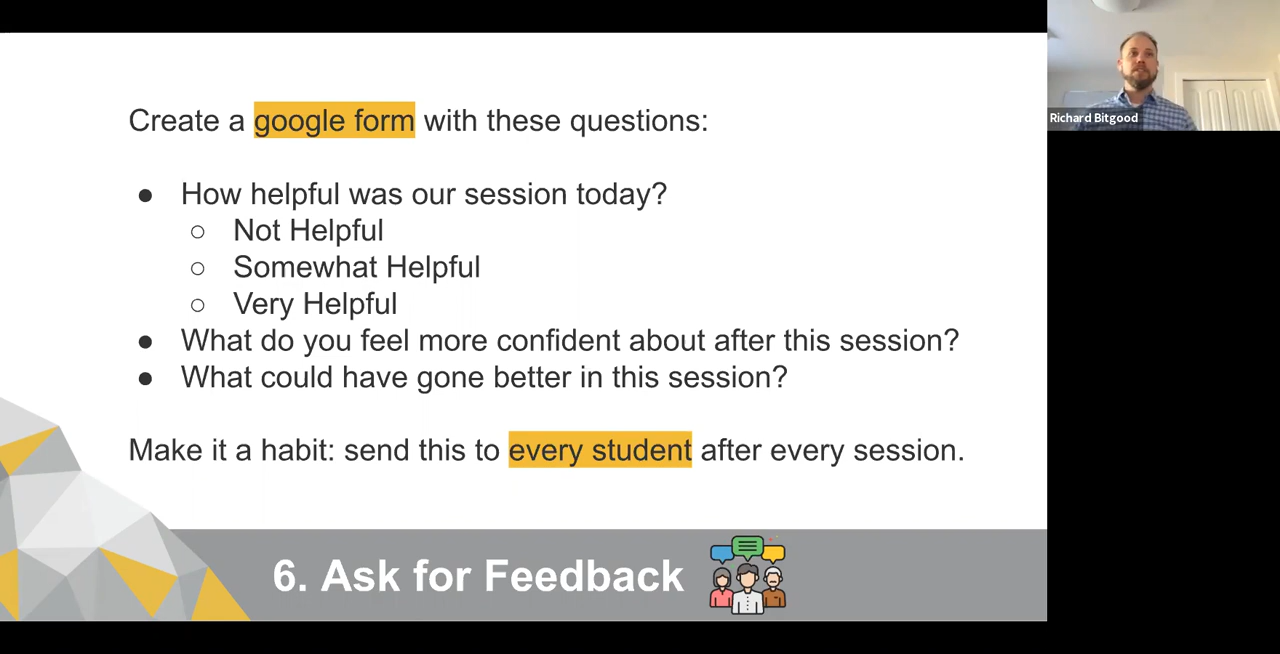 Create a google form with these questions:
● How helpful was our session today?
○ Not Helpful
○ Somewhat Helpful
○ Very Helpful
● What do you feel more confident about after this session?
● What could have gone better in this session?
Make it a habit: send this to every student after every session.
6. Ask for Feedback
Richard Bitgood